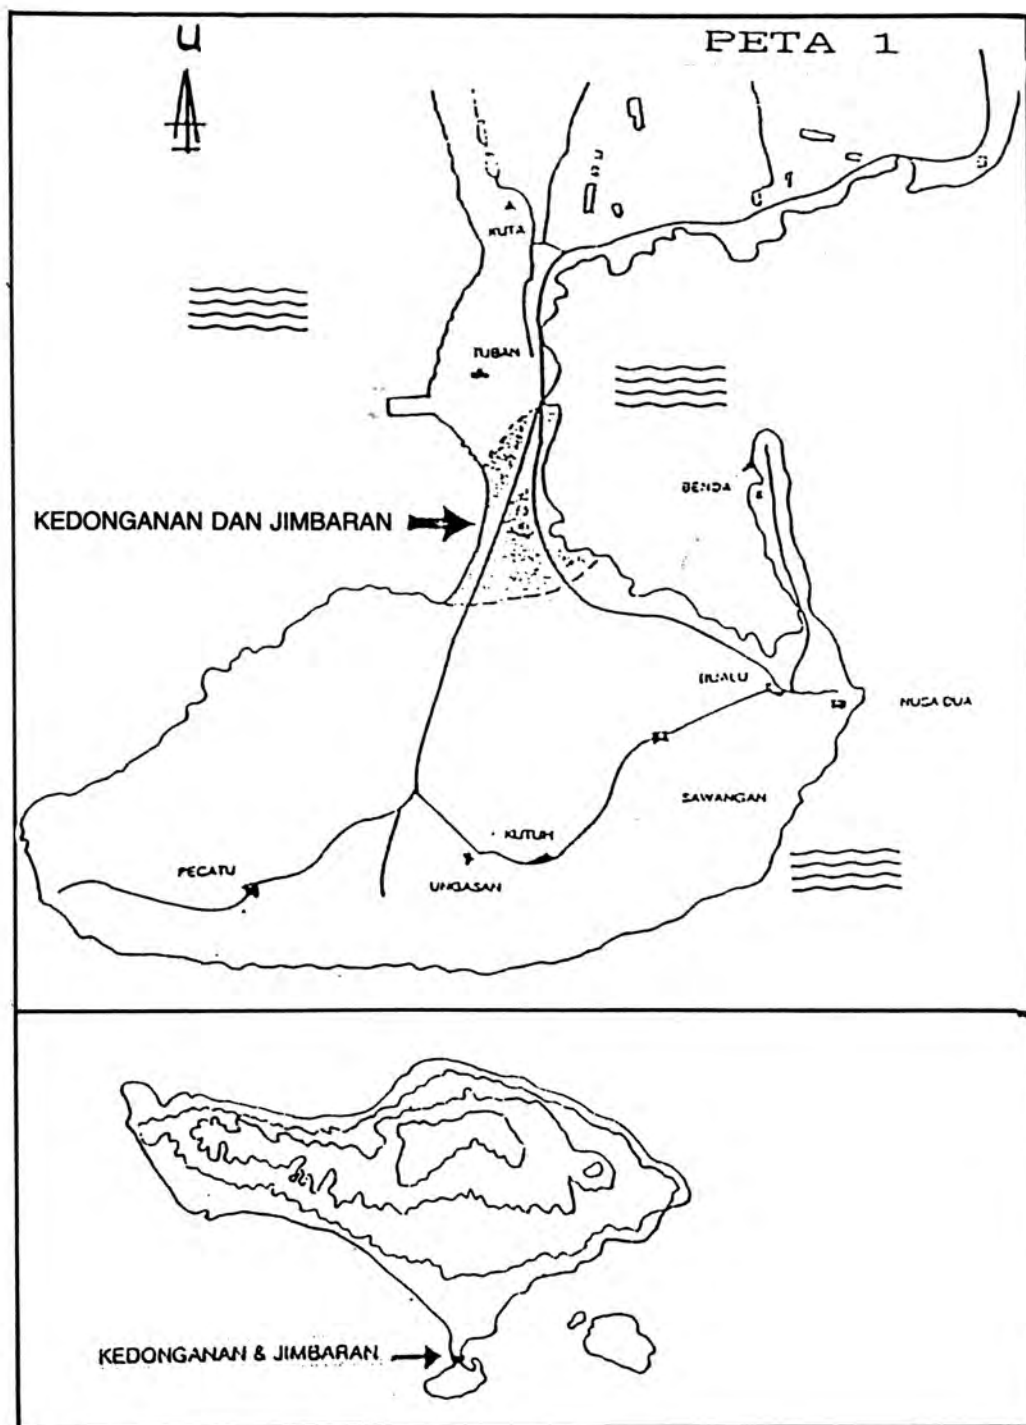 U
PETA 1
KUTA
TUBAN
BENOA
KEDONGANAN DAN JIMBARAN
BUALU
NUSA DUA
SAWANGAN
KUTUH
PECATU
UNGASAN
KEDONGANAN & JIMBARAN